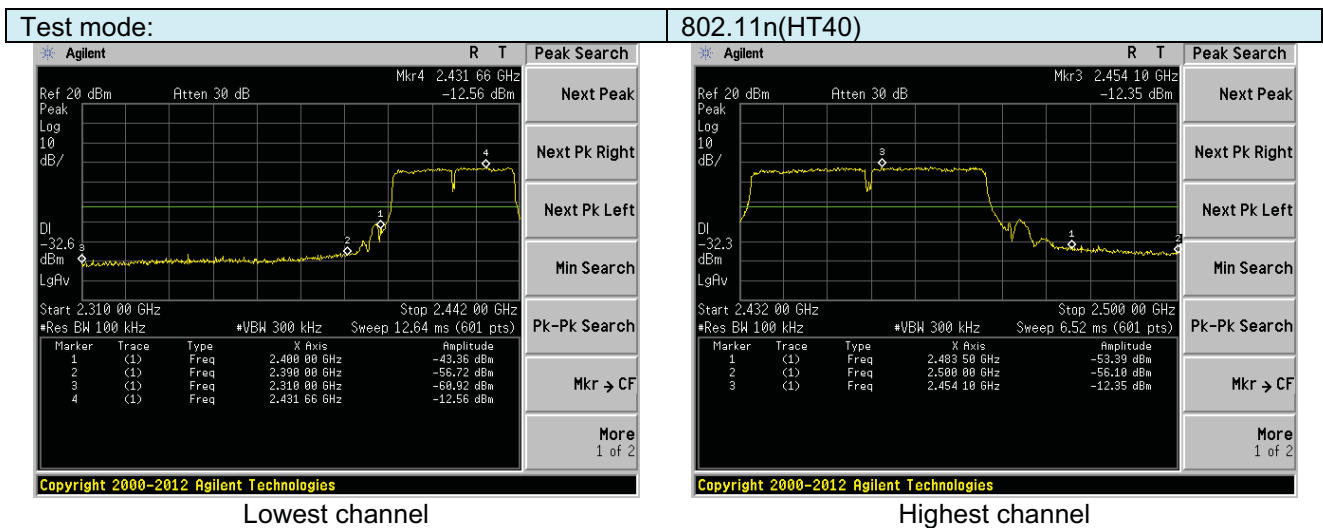 Test mode: 802.11n(HT40)
Agilent R T Peak Search
Mkr4 2.431 66 GHz
Ref 20 dBm Atten 30 dB -12.56 dBm
Peak
Log
10
dB/
4
1
2
3
DI
-32.6
dBm
LgAv
Start 2.310 00 GHz Stop 2.442 00 GHz
#Res BW 100 kHz #VBW 300 kHz Sweep 12.64 ms (601 pts)
Marker Trace Type X Axis Amplitude
1 (1) Freq 2.400 00 GHz -43.36 dBm
2 (1) Freq 2.390 00 GHz -56.72 dBm
3 (1) Freq 2.310 00 GHz -60.92 dBm
4 (1) Freq 2.431 66 GHz -12.56 dBm
Next Peak
Next Pk Right
Next Pk Left
Min Search
Pk-Pk Search
Mkr → CF
More
1 of 2
Copyright 2000-2012 Agilent Technologies
Lowest channel
Agilent R T Peak Search
Mkr3 2.454 10 GHz
Ref 20 dBm Atten 30 dB -12.35 dBm
Peak
Log
10
dB/
3
1
2
DI
-32.3
dBm
LgAv
Start 2.432 00 GHz Stop 2.500 00 GHz
#Res BW 100 kHz #VBW 300 kHz Sweep 6.52 ms (601 pts)
Marker Trace Type X Axis Amplitude
1 (1) Freq 2.483 50 GHz -53.39 dBm
2 (1) Freq 2.500 00 GHz -56.10 dBm
3 (1) Freq 2.454 10 GHz -12.35 dBm
Next Peak
Next Pk Right
Next Pk Left
Min Search
Pk-Pk Search
Mkr → CF
More
1 of 2
Copyright 2000-2012 Agilent Technologies
Highest channel